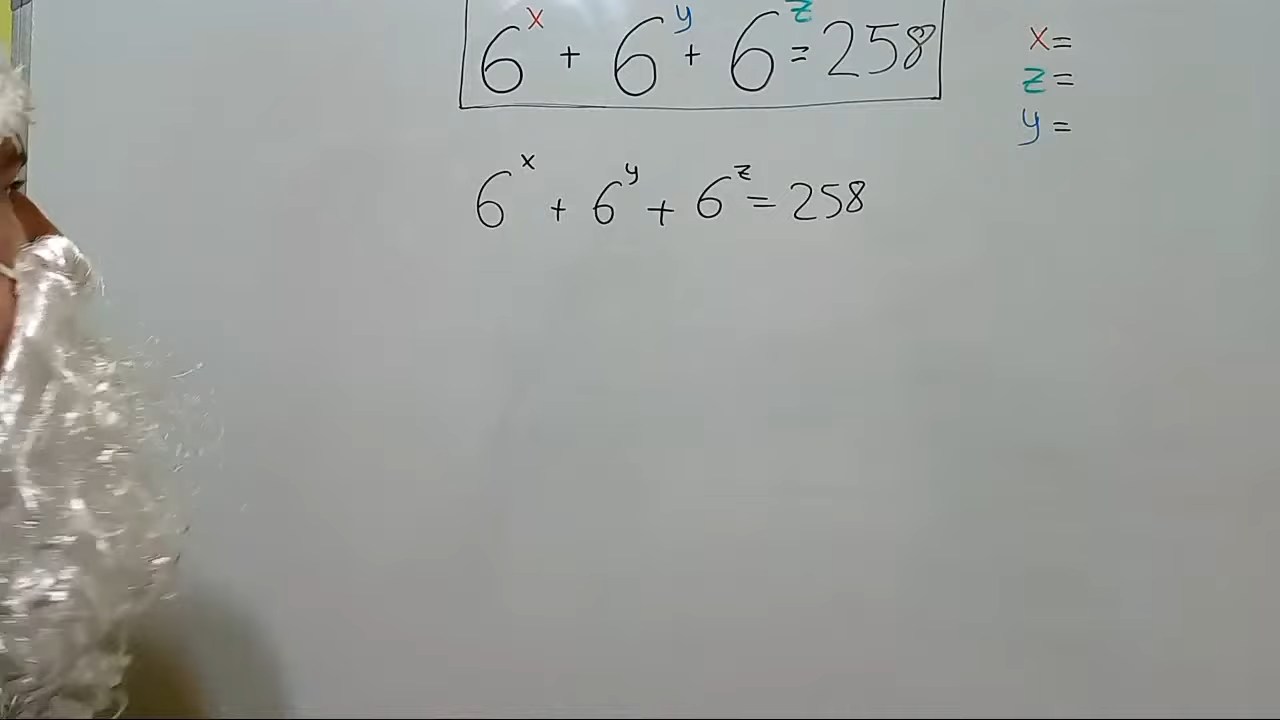 6^x + 6^y + 6^z = 258
x =
z =
y =
6^x + 6^y + 6^z = 258